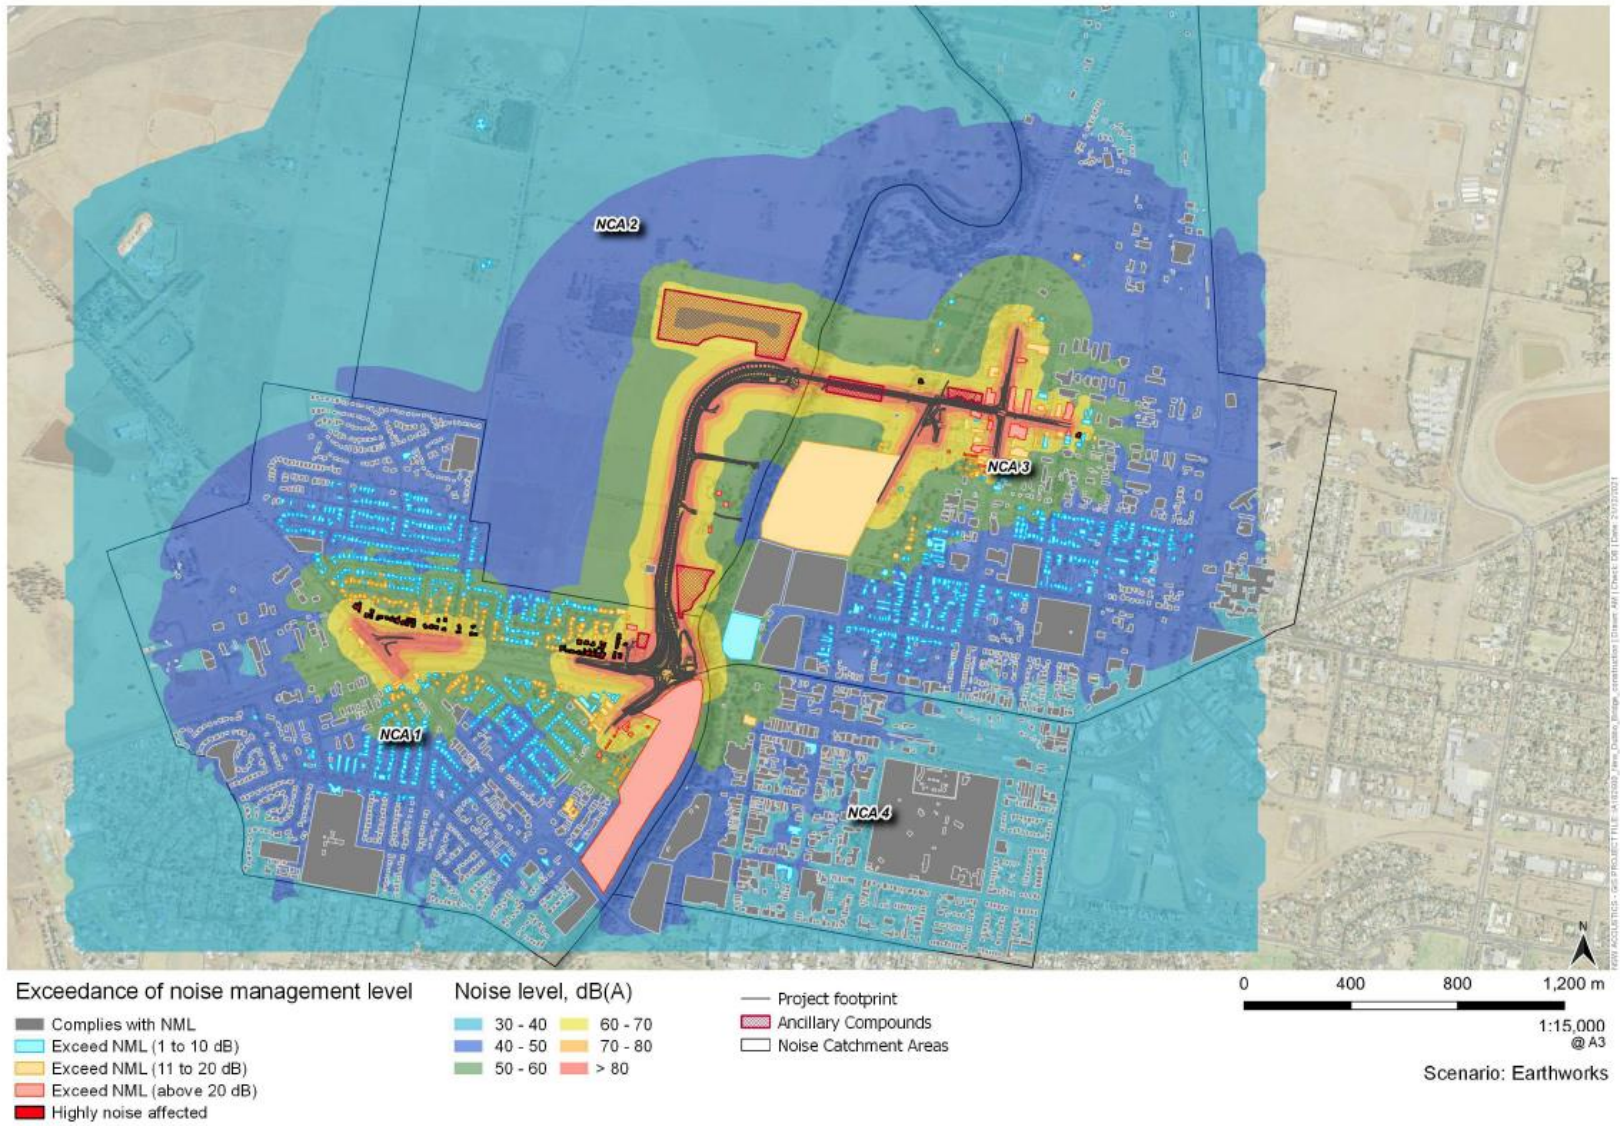 NCA 2
NCA 3
NCA 1
NCA 4
N
Exceedance of noise management level
Complies with NML
Exceed NML (1 to 10 dB)
Exceed NML (11 to 20 dB)
Exceed NML (above 20 dB)
Highly noise affected
Noise level, dB(A)
30 - 40
40 - 50
50 - 60
60 - 70
70 - 80
> 80
Project footprint
Ancillary Compounds
Noise Catchment Areas
0 400 800 1,200 m
1:15,000
@ A3
Scenario: Earthworks